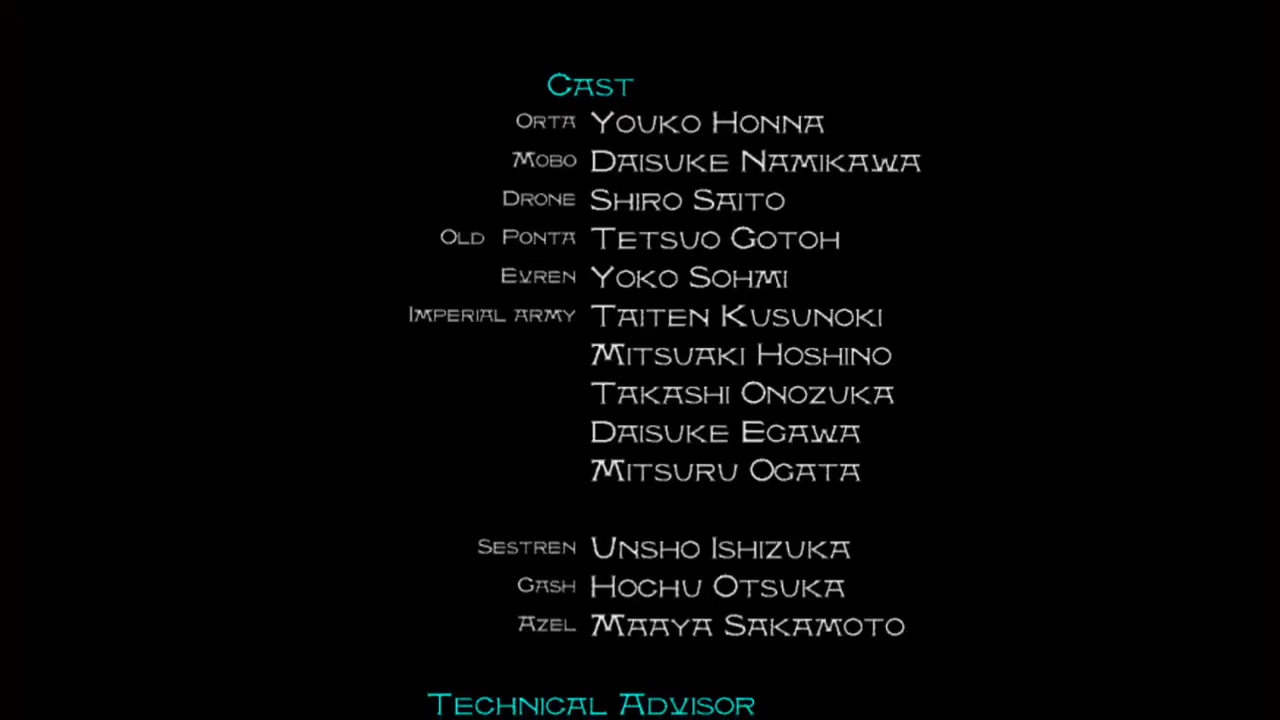 Cast
Orta Youko Honna
Mobo Daisuke Namikawa
Drone Shiro Saito
Old Ponta Tetsuo Gotoh
Evren Yoko Sohmi
Imperial army Taiten Kusunoki
Mitsuaki Hoshino
Takashi Onozuka
Daisuke Egawa
Mitsuru Ogata
Sestren Unsho Ishizuka
Gash Hochu Otsuka
Azel Maaya Sakamoto
Technical Advisor